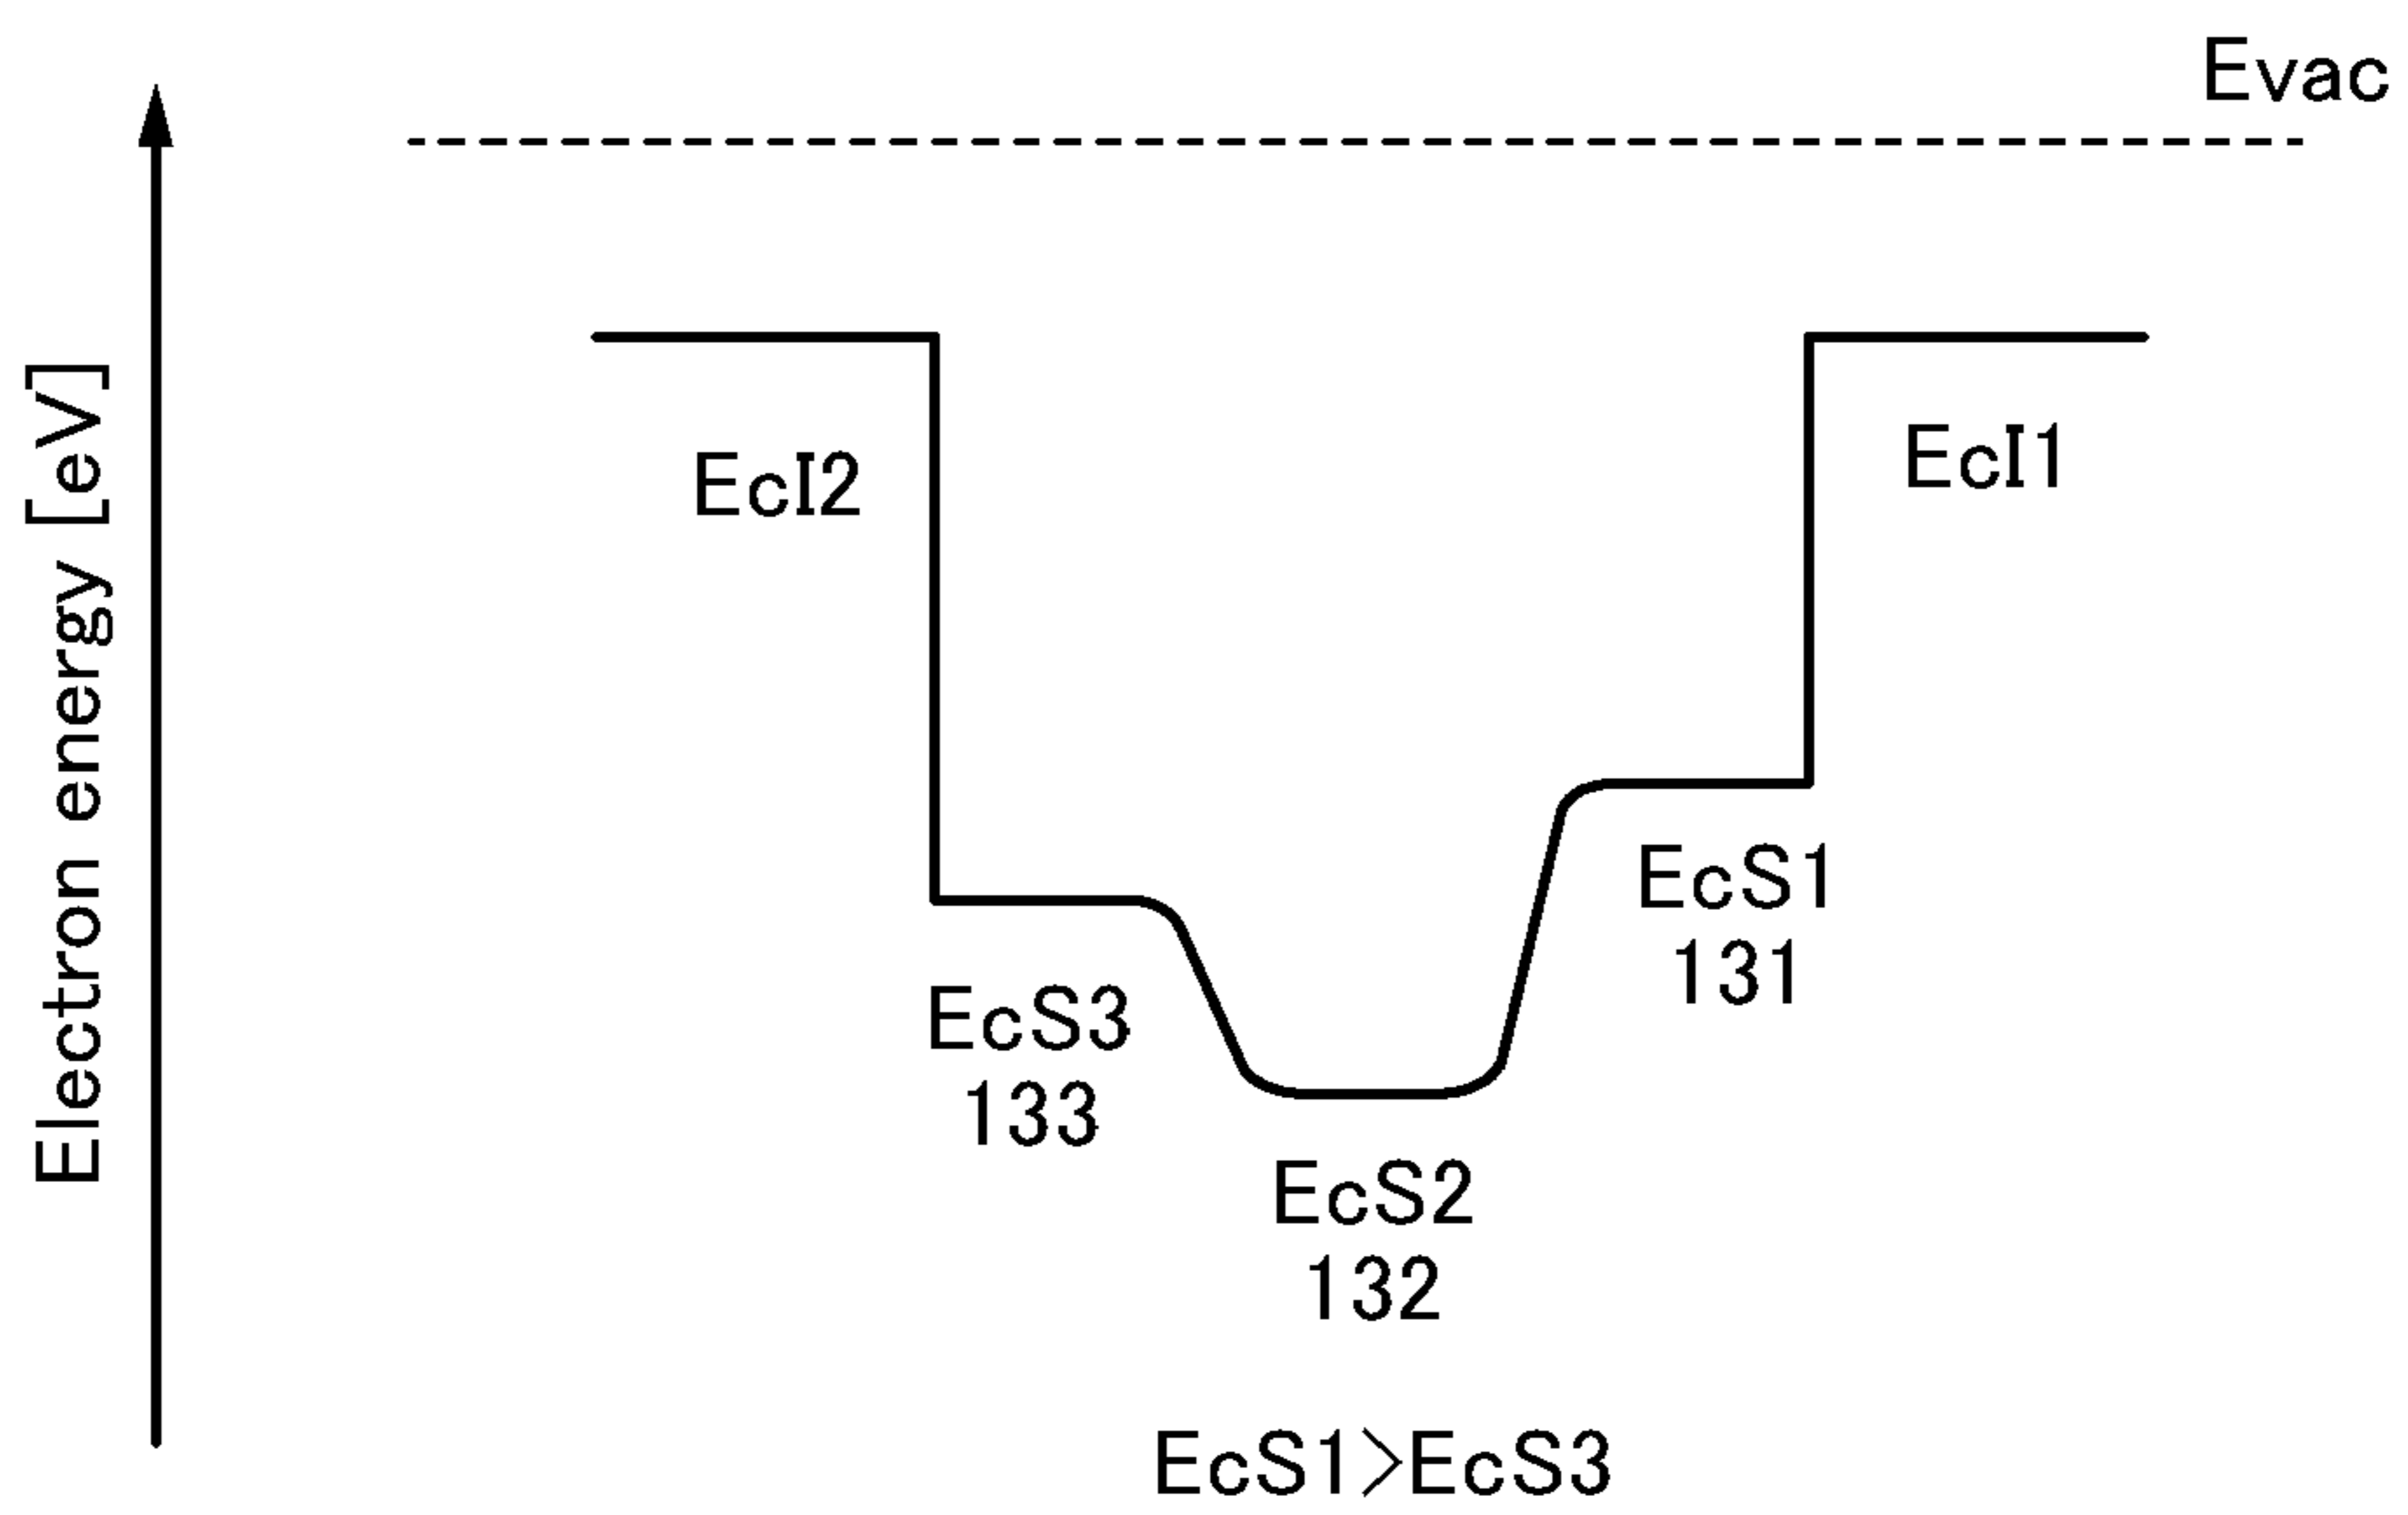 Evac
Electron energy [eV]
EcI2
EcI1
EcS1
131
EcS3
133
EcS2
132
EcS1>EcS3